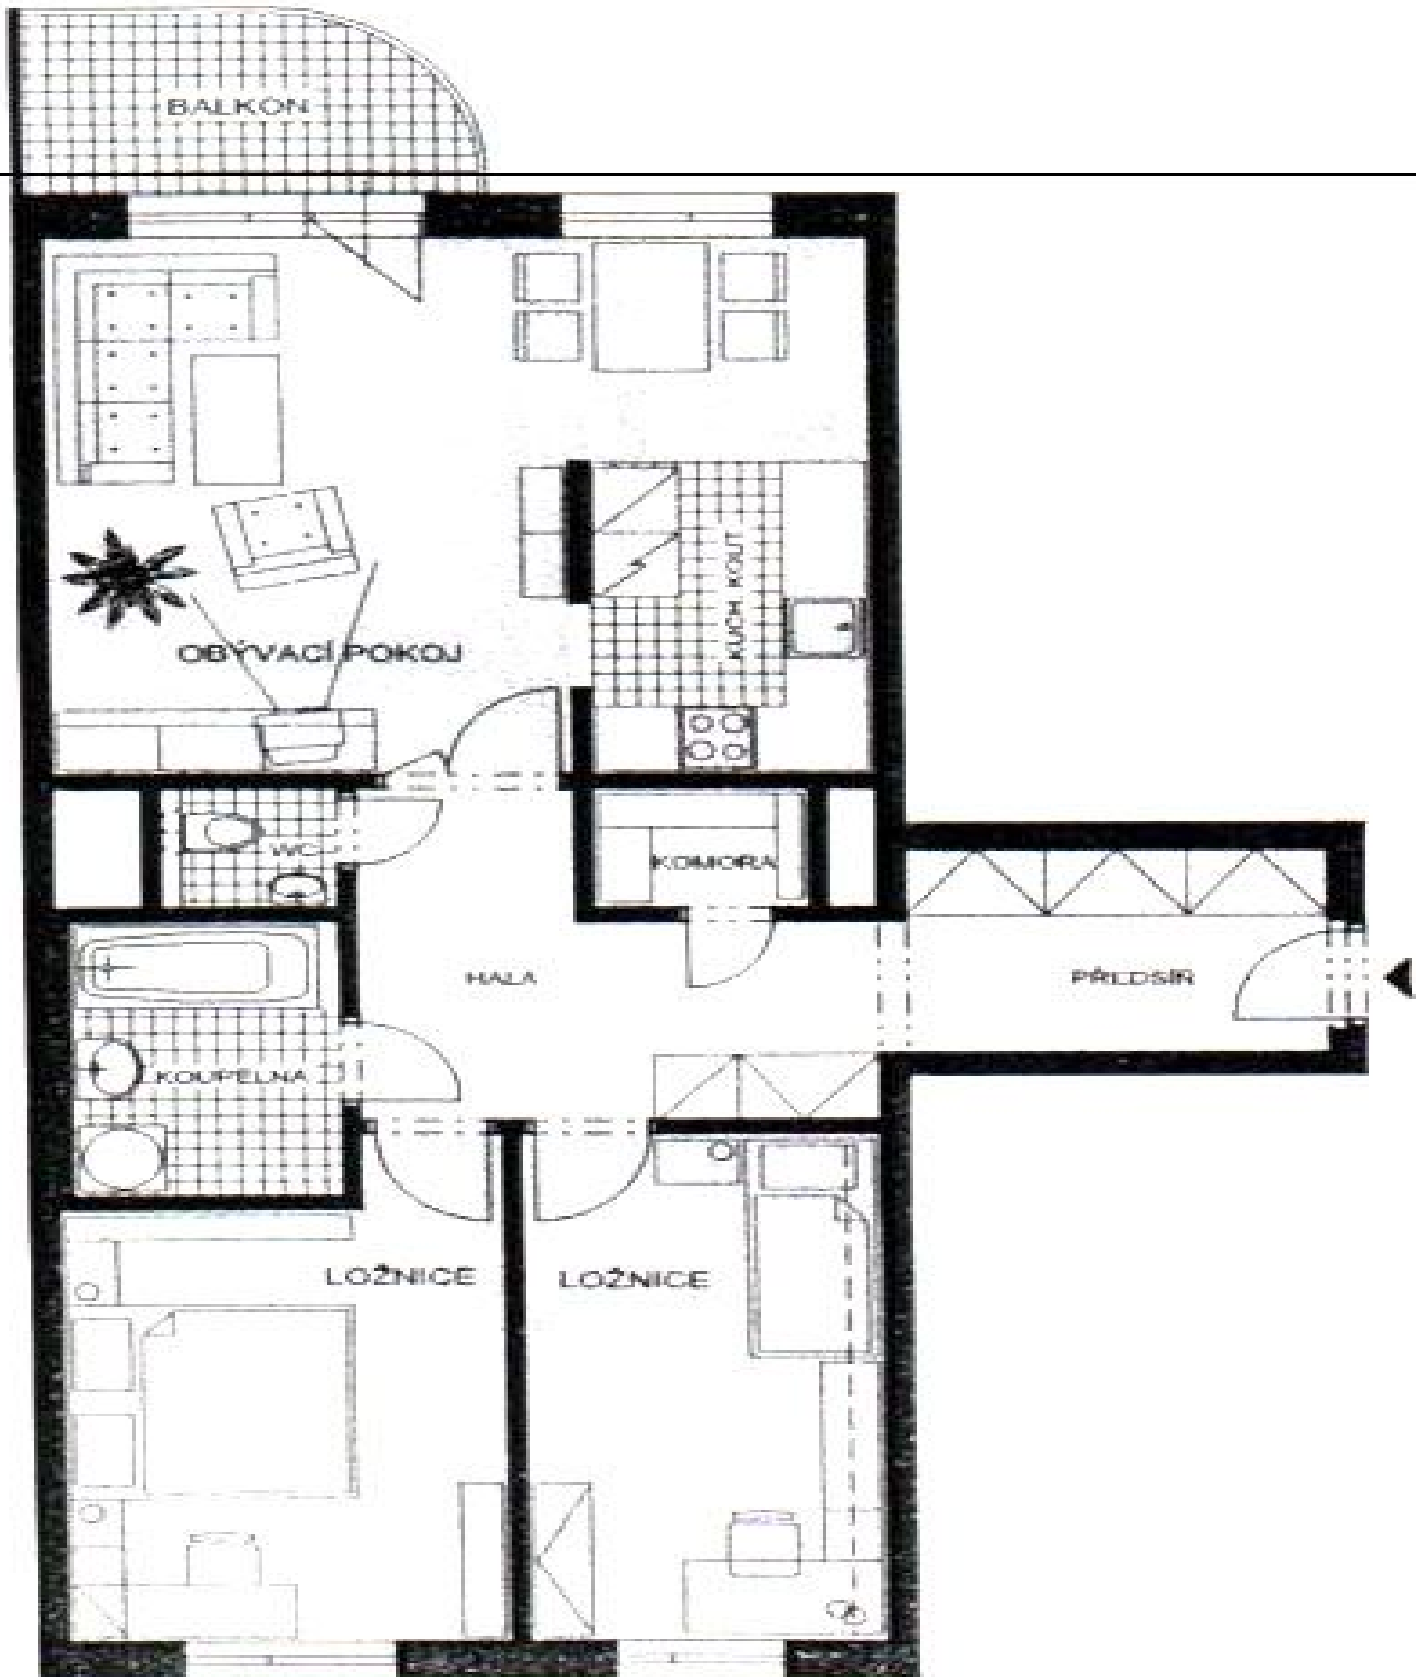 BALKON
KUCH. KOUT
OBÝVACÍ POKOJ
WC
KOMORA
HALA
PŘEDSÍŇ
KOUPELNA
LOŽNICE
LOŽNICE